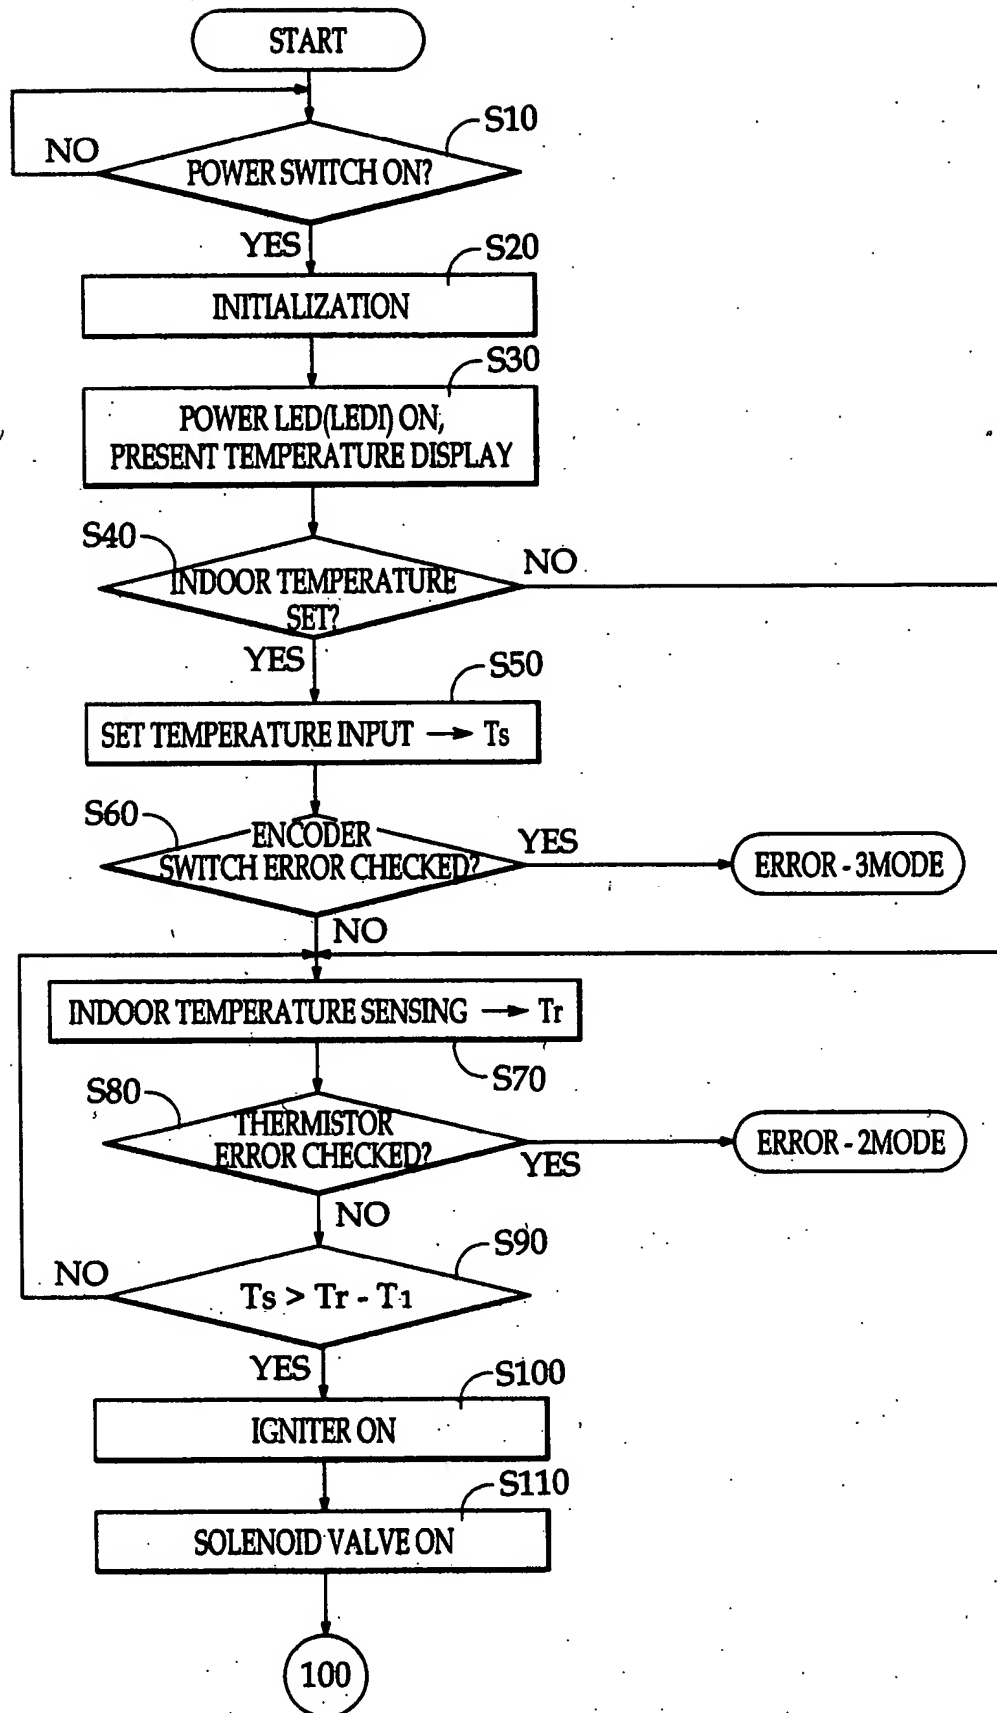 START
S10
NO
POWER SWITCH ON?
YES
S20
INITIALIZATION
S30
POWER LED(LEDI) ON,
PRESENT TEMPERATURE DISPLAY
S40
NO
INDOOR TEMPERATURE
SET?
YES
S50
SET TEMPERATURE INPUT → Ts
S60
ENCODER
SWITCH ERROR CHECKED?
YES
ERROR - 3MODE
NO
INDOOR TEMPERATURE SENSING → Tr
S70
S80
THERMISTOR
ERROR CHECKED?
YES
ERROR - 2MODE
NO
S90
NO
Ts > Tr - T1
YES
S100
IGNITER ON
S110
SOLENOID VALVE ON
100